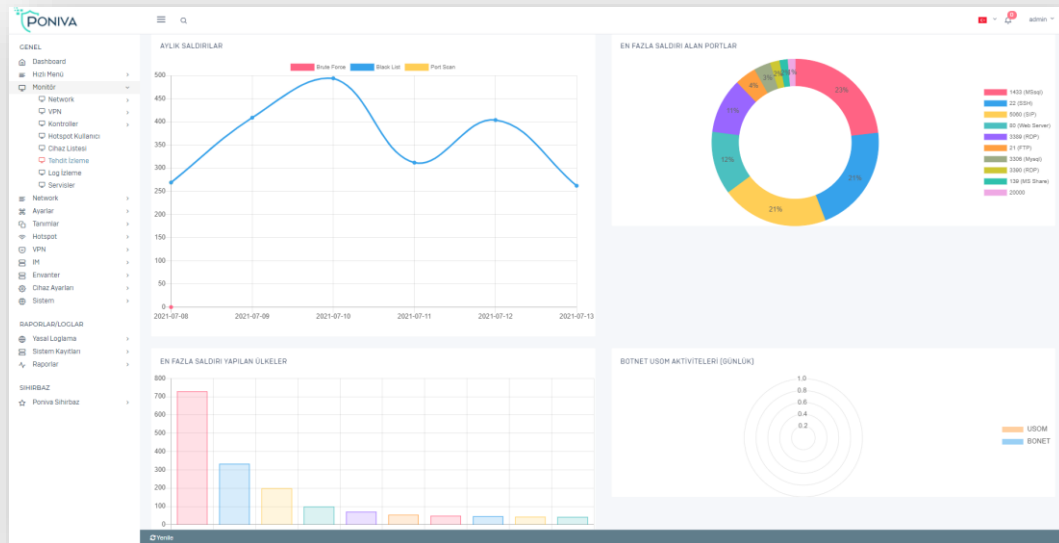 PONIVA
0
admin
GENEL
Dashboard
Hızlı Menü
Monitör
Network
VPN
Kontroller
Hotspot Kullanıcı
Cihaz Listesi
Tehdit İzleme
Log İzleme
Servisler
Network
Ayarlar
Tanımlar
Hotspot
VPN
IM
Envanter
Cihaz Ayarları
Sistem
RAPORLAR/LOGLAR
Yasal Loglama
Sistem Kayıtları
Raporlar
SIHIRBAZ
Poniva Sihirbaz
AYLIK SALDIRILAR
Brute Force Black List Port Scan
500
450
400
350
300
250
200
150
100
50
0
2021-07-08 2021-07-09 2021-07-10 2021-07-11 2021-07-12 2021-07-13
EN FAZLA SALDIRI ALAN PORTLAR
23%
21%
21%
12%
11%
4%
3%
2%
1%
1433 (MSsql)
22 (SSH)
5060 (SIP)
80 (Web Server)
3389 (RDP)
21 (FTP)
3306 (Mysql)
3390 (RDP)
139 (MS Share)
20000
EN FAZLA SALDIRI YAPILAN ÜLKELER
800
700
600
500
400
300
200
100
0
BOTNET USOM AKTİVİTELERİ (GÜNLÜK)
1.0
0.8
0.6
0.4
0.2
USOM
BONET
Yenile